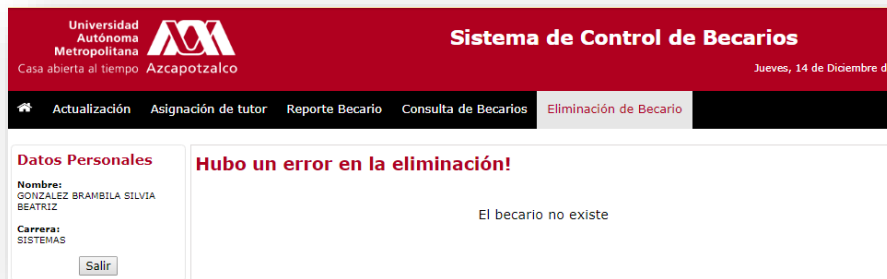 Universidad
Autónoma
Metropolitana
Casa abierta al tiempo Azcapotzalco
Sistema de Control de Becarios
Jueves, 14 de Diciembre d
Actualización Asignación de tutor Reporte Becario Consulta de Becarios Eliminación de Becario
Datos Personales
Nombre:
GONZALEZ BRAMBILA SILVIA
BEATRIZ
Carrera:
SISTEMAS
Salir
Hubo un error en la eliminación!
El becario no existe